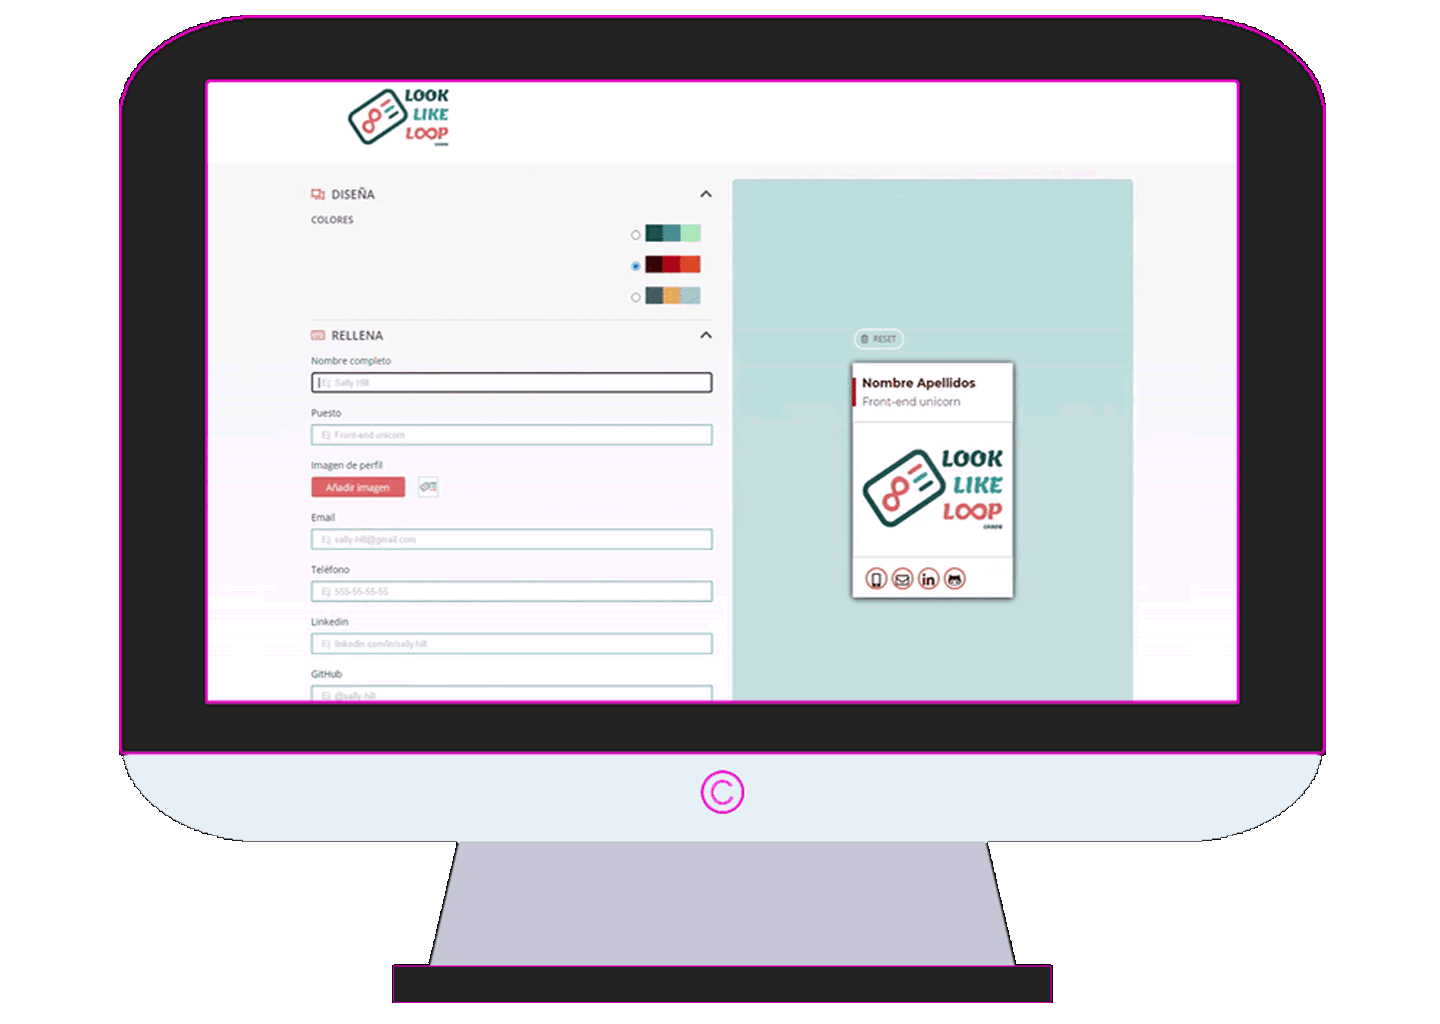 LOOK
LIKE
LOOP
DISEÑA
COLORES
RELLENA
Nombre completo
Ej: Sally Hill
Puesto
Ej: Front-end unicorn
Imagen de perfil
Añadir imagen
Email
Ej: sally-hill@gmail.com
Teléfono
Ej: 555-55-55-55
Linkedin
Ej: linkedin.com/in/sally.hill
GitHub
Ej: @sally-hill
RESET
Nombre Apellidos
Front-end unicorn
LOOK
LIKE
LOOP
in
©